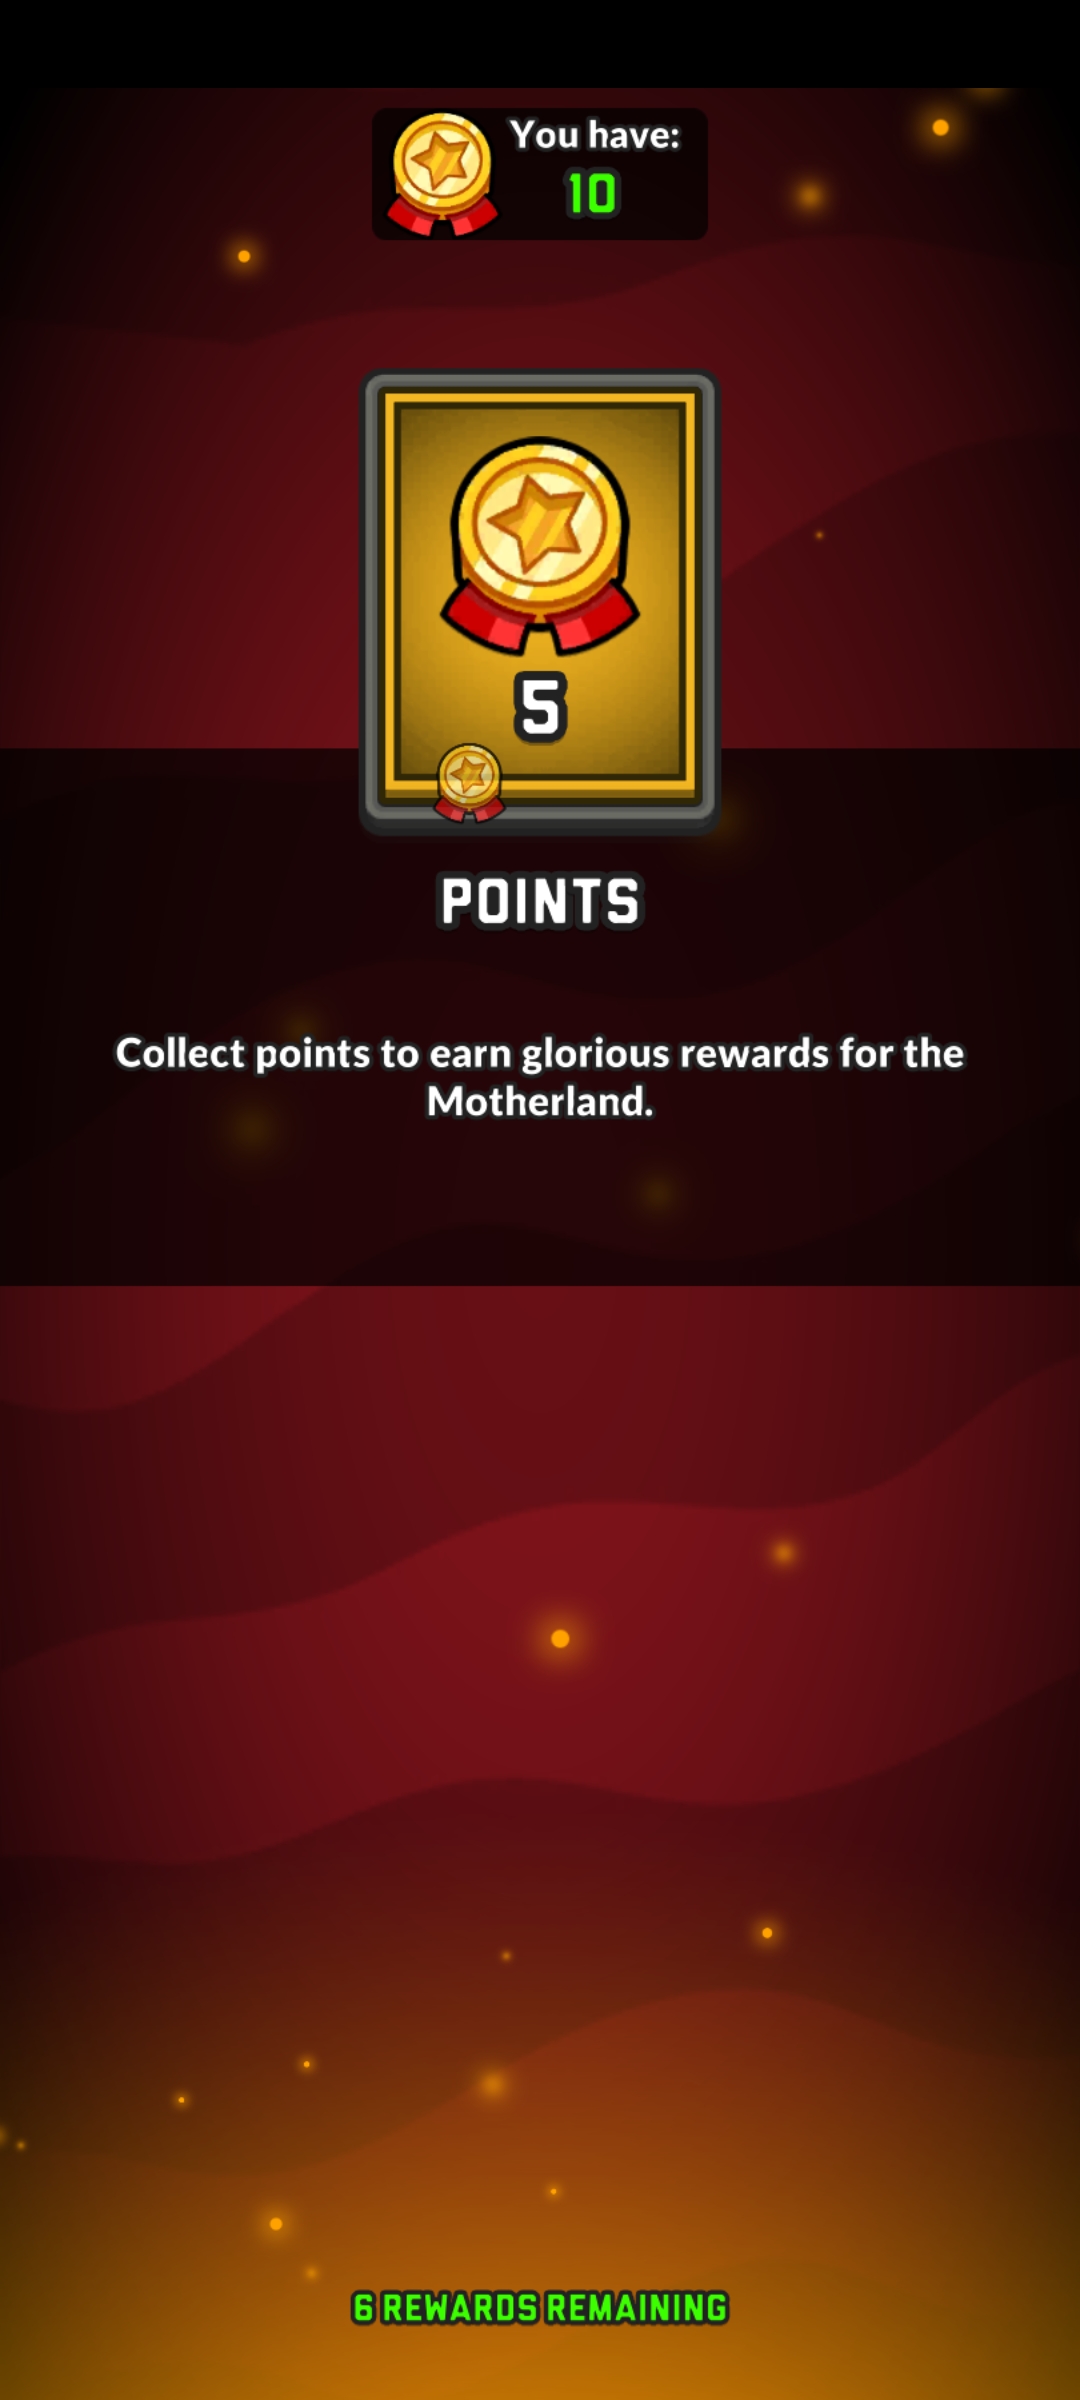 You have:
10
5
POINTS
Collect points to earn glorious rewards for the
Motherland.
6 REWARDS REMAINING